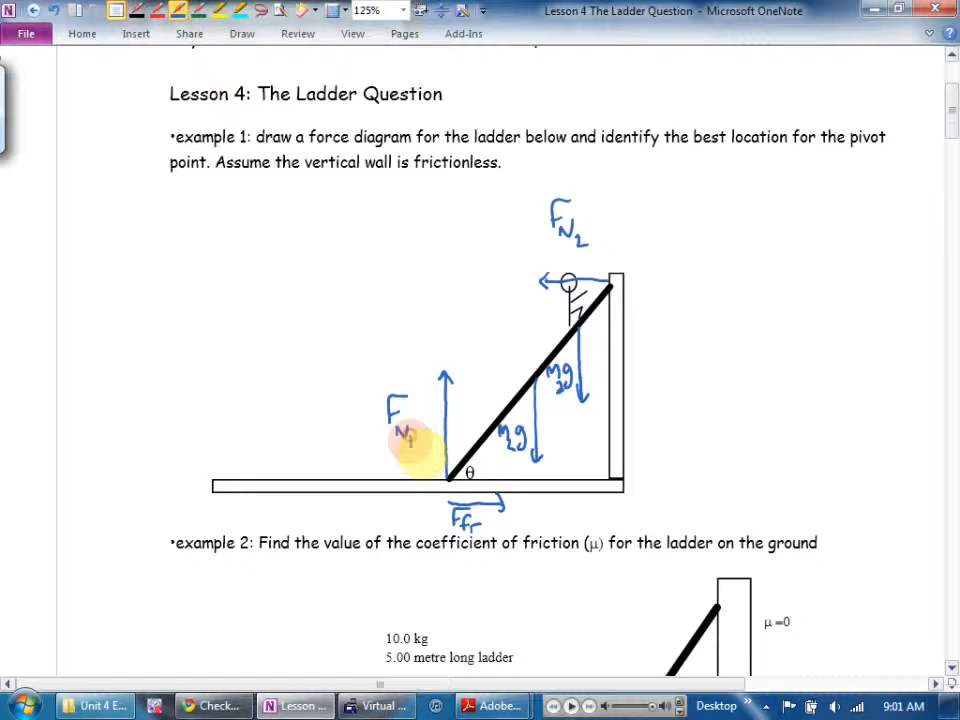 125%
Lesson 4 The Ladder Question - Microsoft OneNote
File Home Insert Share Draw Review View Pages Add-Ins
Lesson 4: The Ladder Question
•example 1: draw a force diagram for the ladder below and identify the best location for the pivot
point. Assume the vertical wall is frictionless.
FN2
m2g
FN1
m2g
θ
Ffr
•example 2: Find the value of the coefficient of friction (μ) for the ladder on the ground
μ =0
10.0 kg
5.00 metre long ladder
Unit 4 E... Check... Lesson ... Virtual ... Adobe... Desktop 9:01 AM